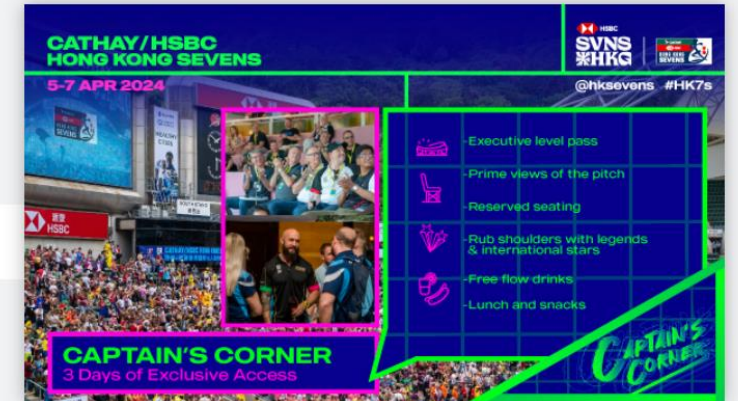 CATHAY/HSBC
HONG KONG SEVENS
5-7 APR 2024
HSBC
SVNS
HKG
@hksevens #HK7s
-Executive level pass
-Prime views of the pitch
-Reserved seating
-Rub shoulders with legends
& international stars
-Free flow drinks
-Lunch and snacks
HSBC
CAPTAIN'S CORNER
3 Days of Exclusive Access
CAPTAIN'S
CORNER